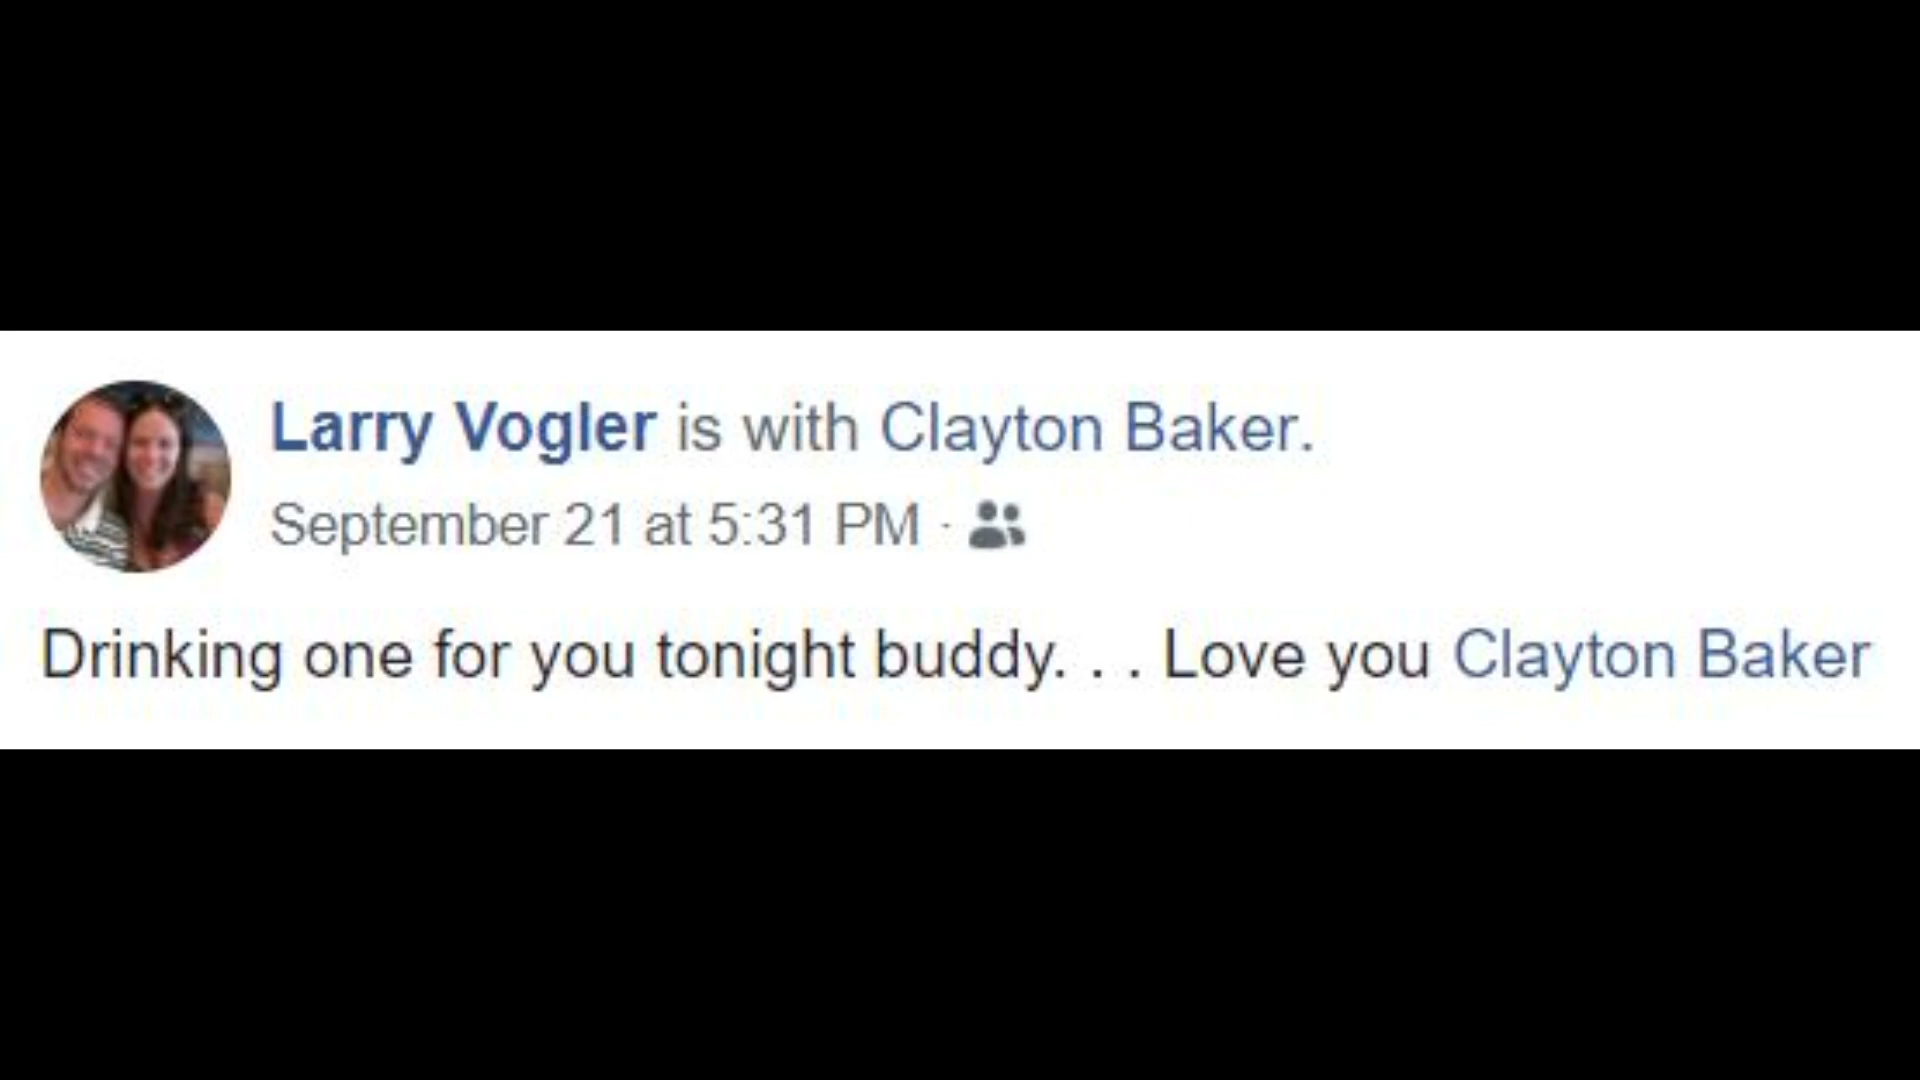 Larry Vogler is with Clayton Baker.
September 21 at 5:31 PM ·
Drinking one for you tonight buddy. . . Love you Clayton Baker